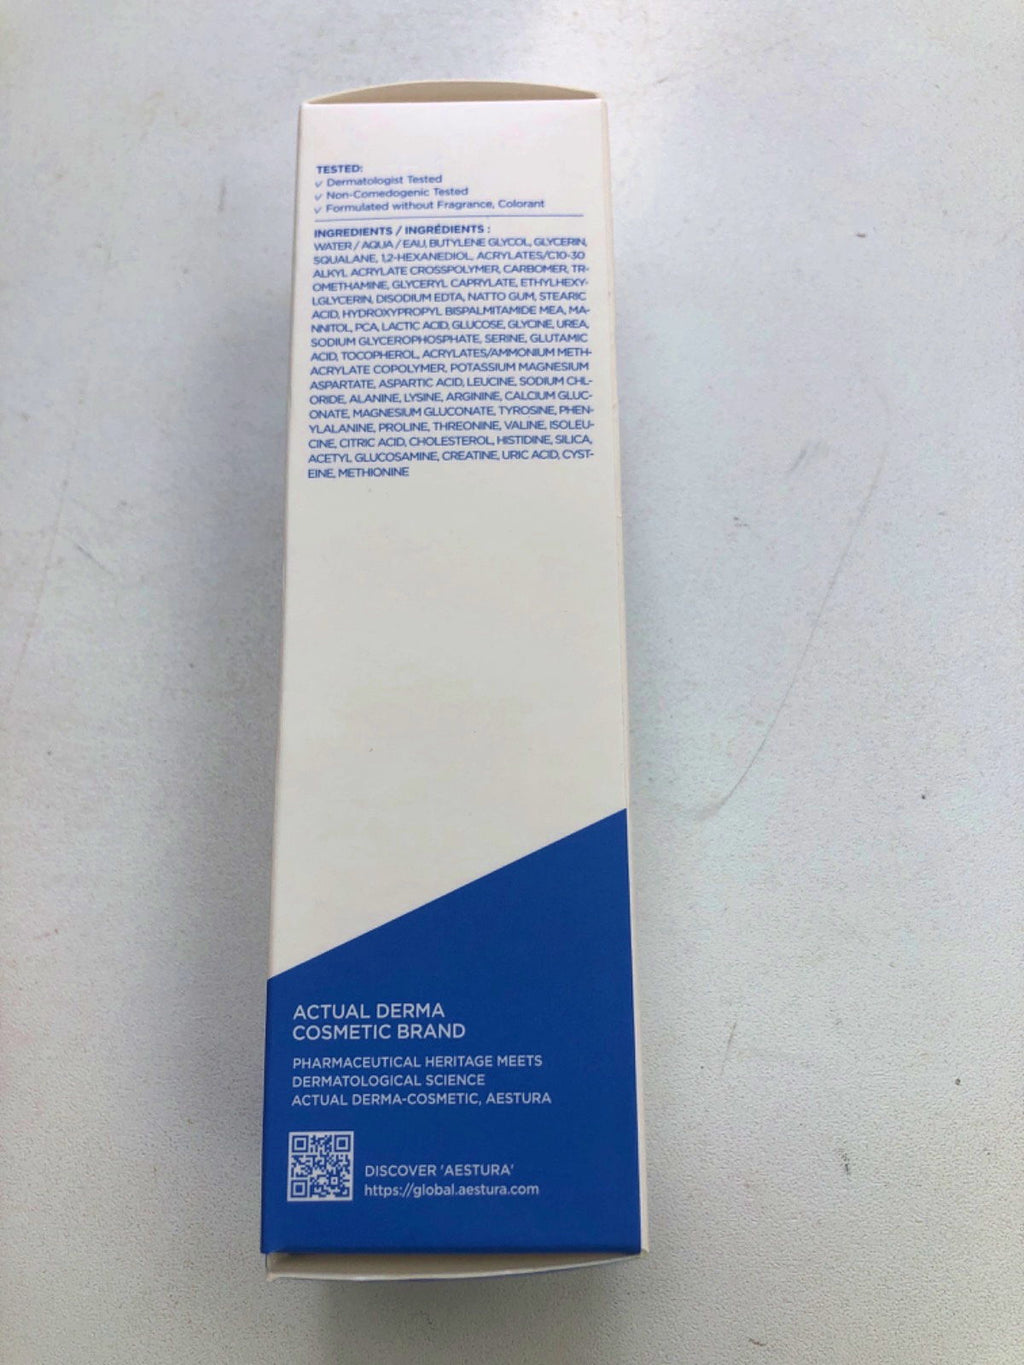 TESTED:
✓ Dermatologist Tested
✓ Non-Comedogenic Tested
✓ Formulated without Fragrance, Colorant
INGREDIENTS / INGRÉDIENTS :
WATER / AQUA / EAU, BUTYLENE GLYCOL, GLYCERIN,
SQUALANE, 1,2-HEXANEDIOL, ACRYLATES/C10-30
ALKYL ACRYLATE CROSSPOLYMER, CARBOMER, TR-
OMETHAMINE, GLYCERYL CAPRYLATE, ETHYLHEXY-
LGLYCERIN, DISODIUM EDTA, NATTO GUM, STEARIC
ACID, HYDROXYPROPYL BISPALMITAMIDE MEA, MA-
NNITOL, PCA, LACTIC ACID, GLUCOSE, GLYCINE, UREA,
SODIUM GLYCEROPHOSPHATE, SERINE, GLUTAMIC
ACID, TOCOPHEROL, ACRYLATES/AMMONIUM METH-
ACRYLATE COPOLYMER, POTASSIUM MAGNESIUM
ASPARTATE, ASPARTIC ACID, LEUCINE, SODIUM CHL-
ORIDE, ALANINE, LYSINE, ARGININE, CALCIUM GLUC-
ONATE, MAGNESIUM GLUCONATE, TYROSINE, PHEN-
YLALANINE, PROLINE, THREONINE, VALINE, ISOLEU-
CINE, CITRIC ACID, CHOLESTEROL, HISTIDINE, SILICA,
ACETYL GLUCOSAMINE, CREATINE, URIC ACID, CYST-
EINE, METHIONINE
ACTUAL DERMA
COSMETIC BRAND
PHARMACEUTICAL HERITAGE MEETS
DERMATOLOGICAL SCIENCE
ACTUAL DERMA-COSMETIC, AESTURA
DISCOVER 'AESTURA'
https://global.aestura.com